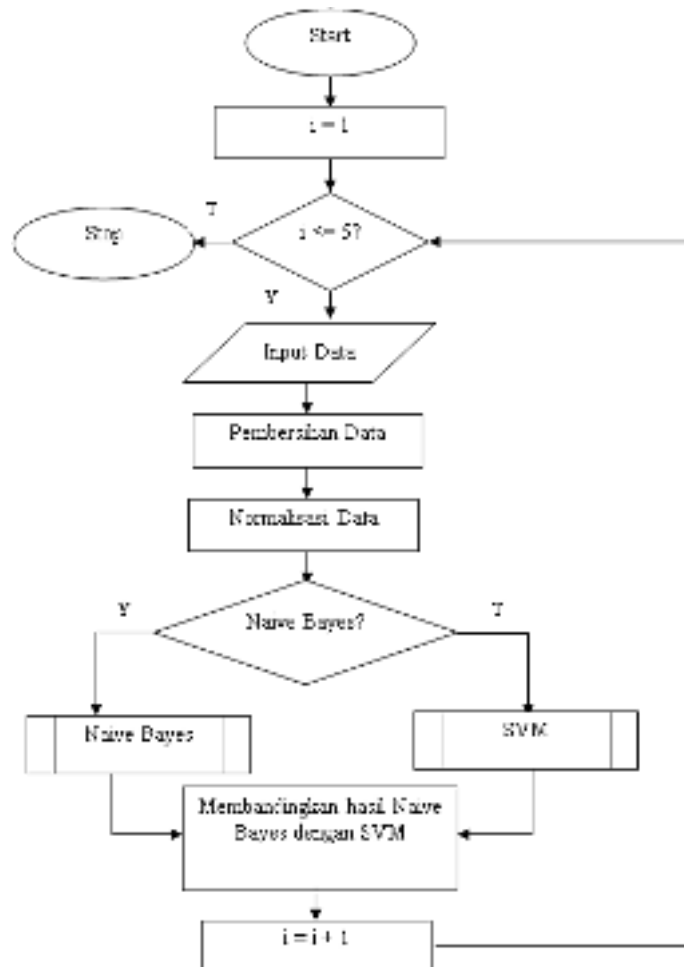 Start
i = 1
i <= 5?
T
Stop
Y
Input Data
Pembersihan Data
Normalisasi Data
Naive Bayes?
Y
T
Naive Bayes
SVM
Membandingkan hasil Naive
Bayes dengan SVM
i = i + 1